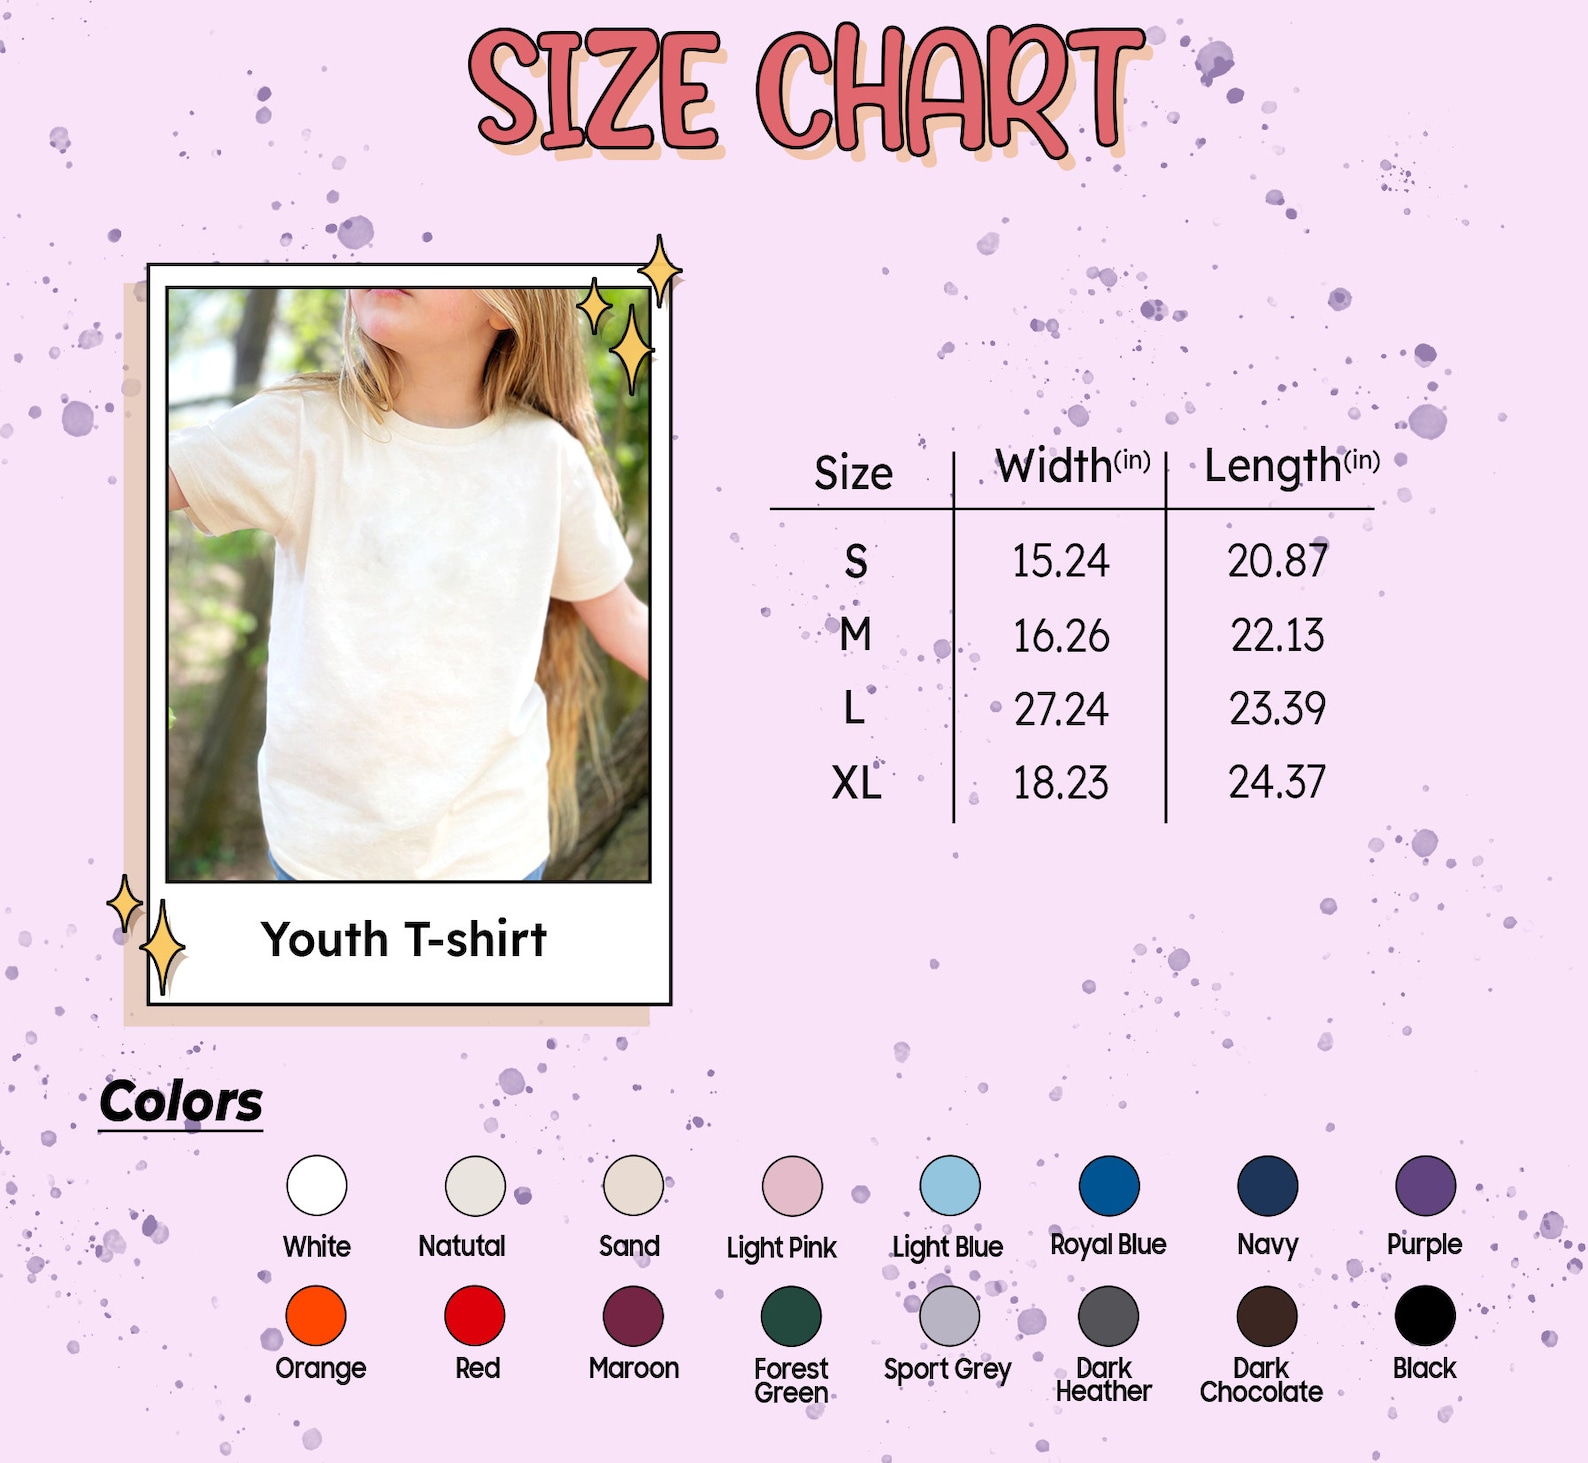 SIZE CHART
Size Width(in) Length(in)
S 15.24 20.87
M 16.26 22.13
L 27.24 23.39
XL 18.23 24.37
Youth T-shirt
Colors
White Natutal Sand Light Pink Light Blue Royal Blue Navy Purple
Orange Red Maroon Forest Green Sport Grey Dark Heather Dark Chocolate Black